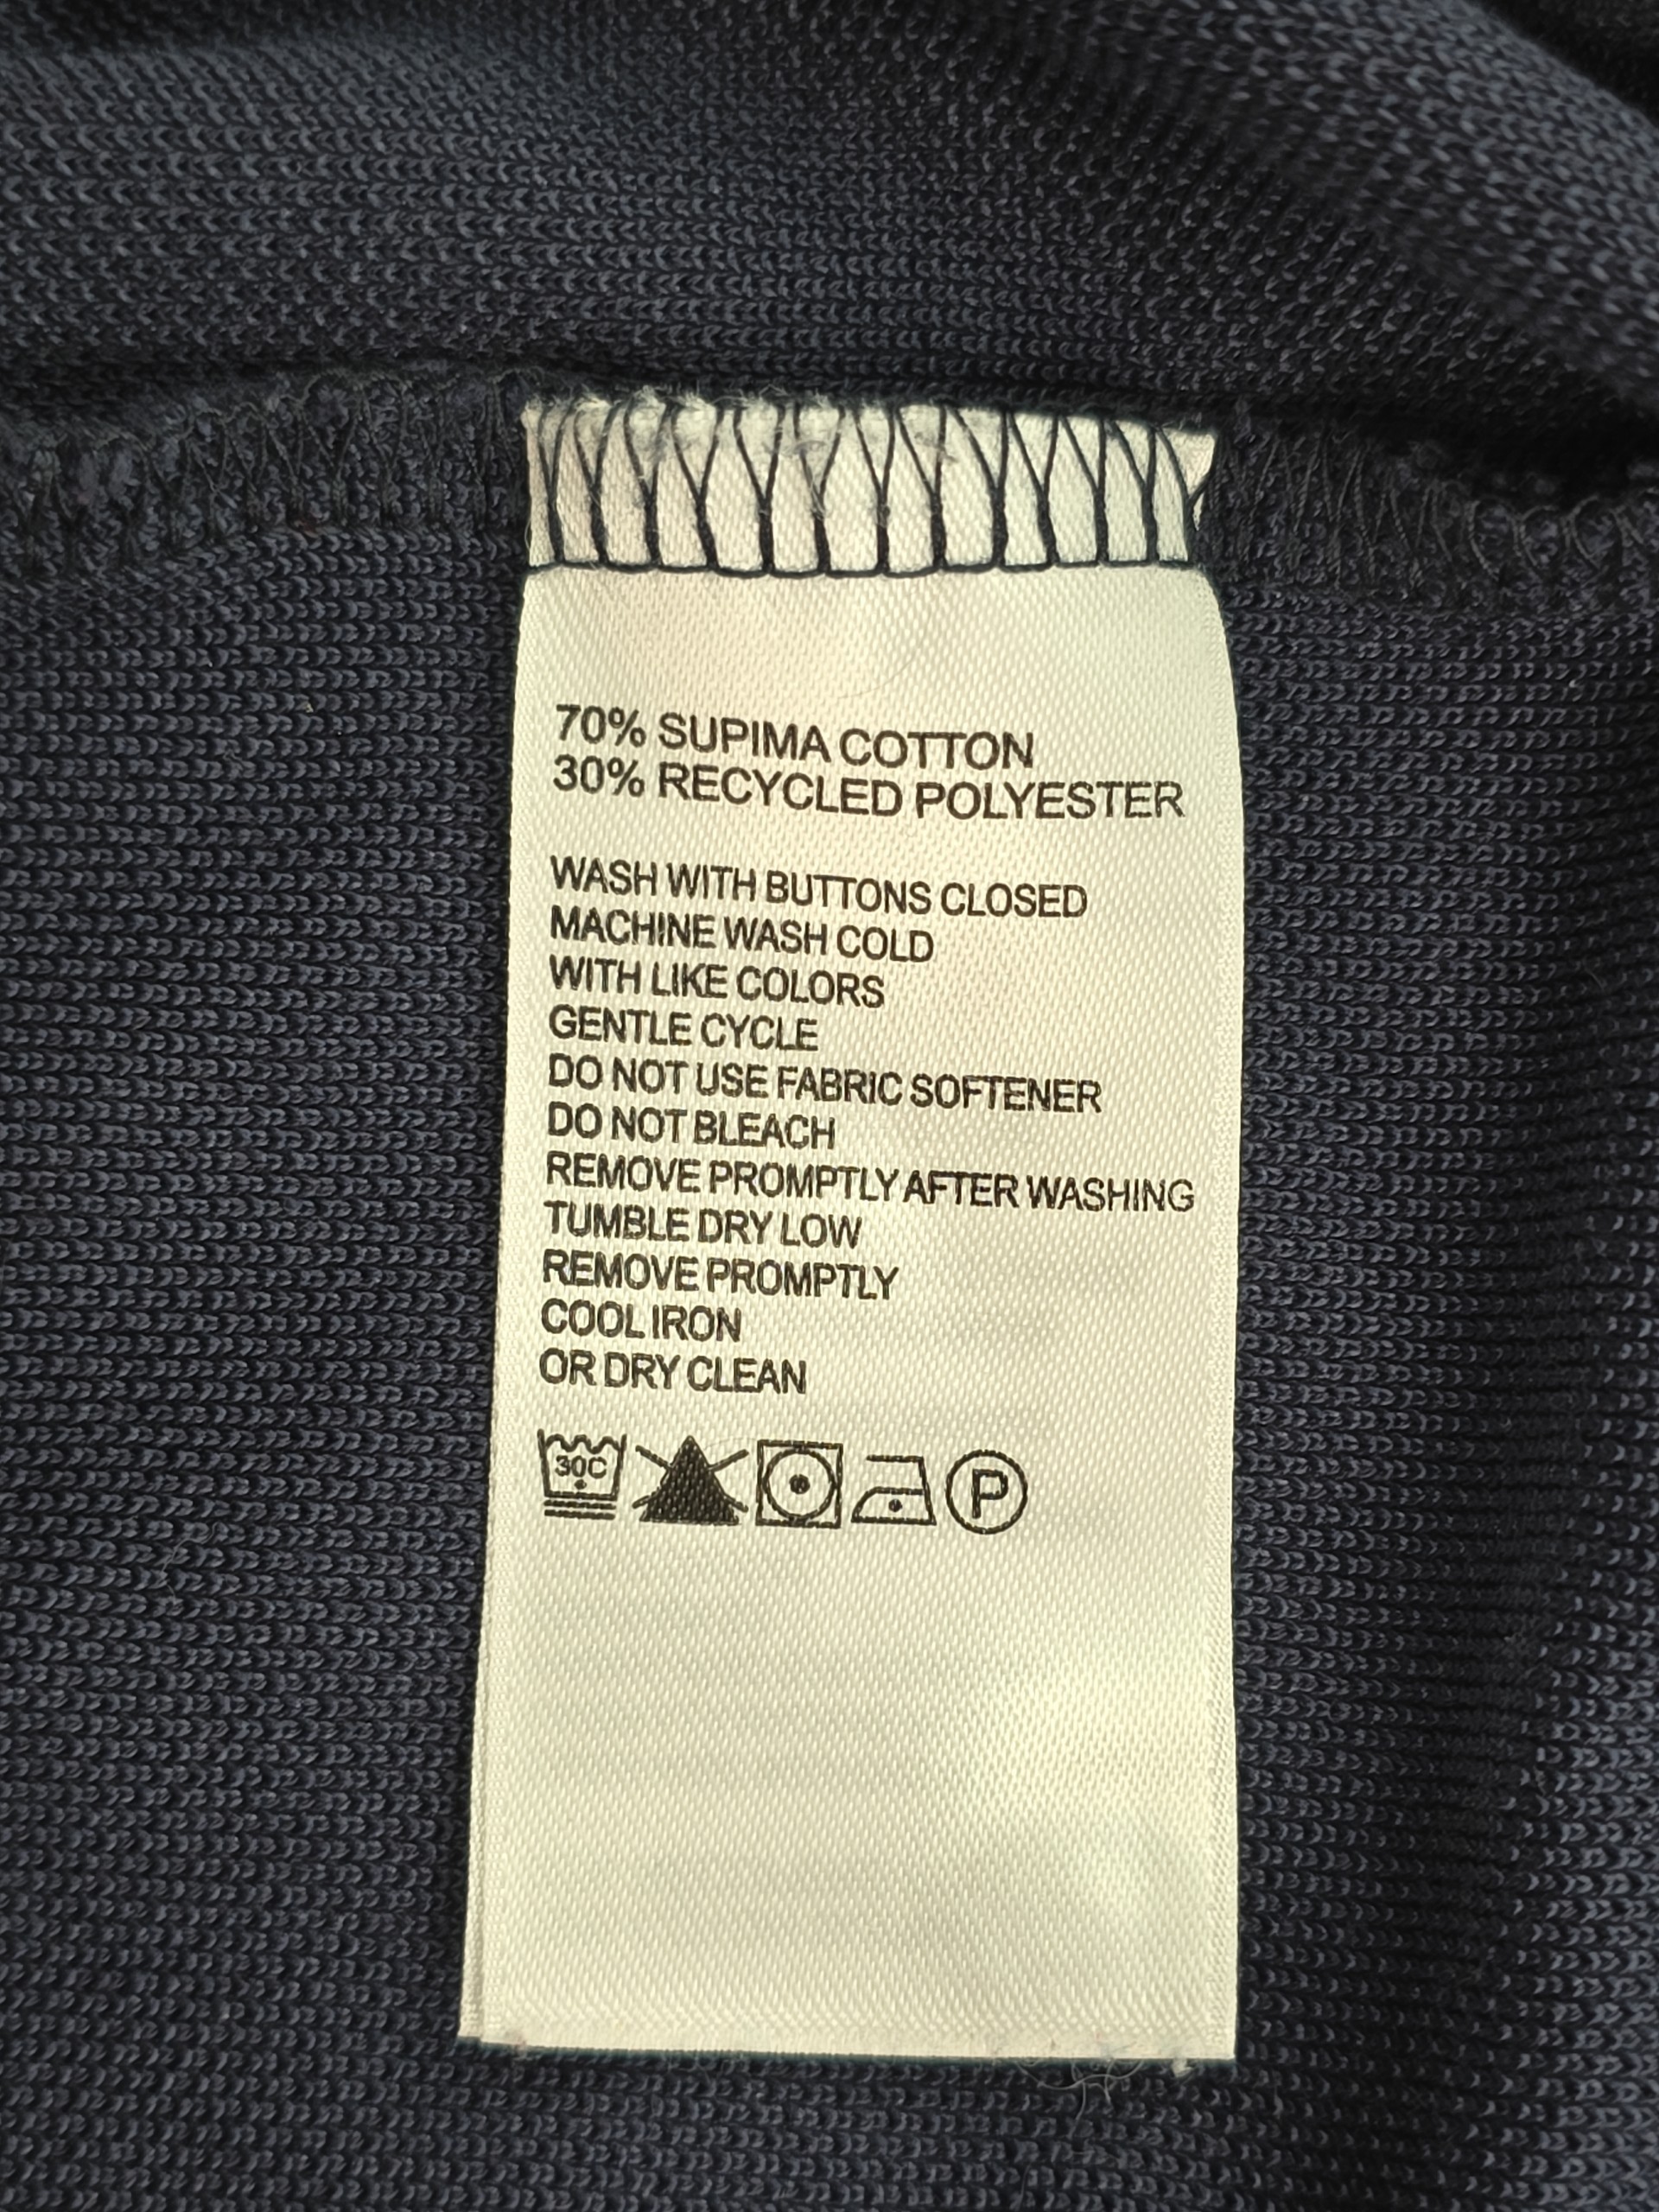 70% SUPIMA COTTON
30% RECYCLED POLYESTER
WASH WITH BUTTONS CLOSED
MACHINE WASH COLD
WITH LIKE COLORS
GENTLE CYCLE
DO NOT USE FABRIC SOFTENER
DO NOT BLEACH
REMOVE PROMPTLY AFTER WASHING
TUMBLE DRY LOW
REMOVE PROMPTLY
COOL IRON
OR DRY CLEAN
30C P